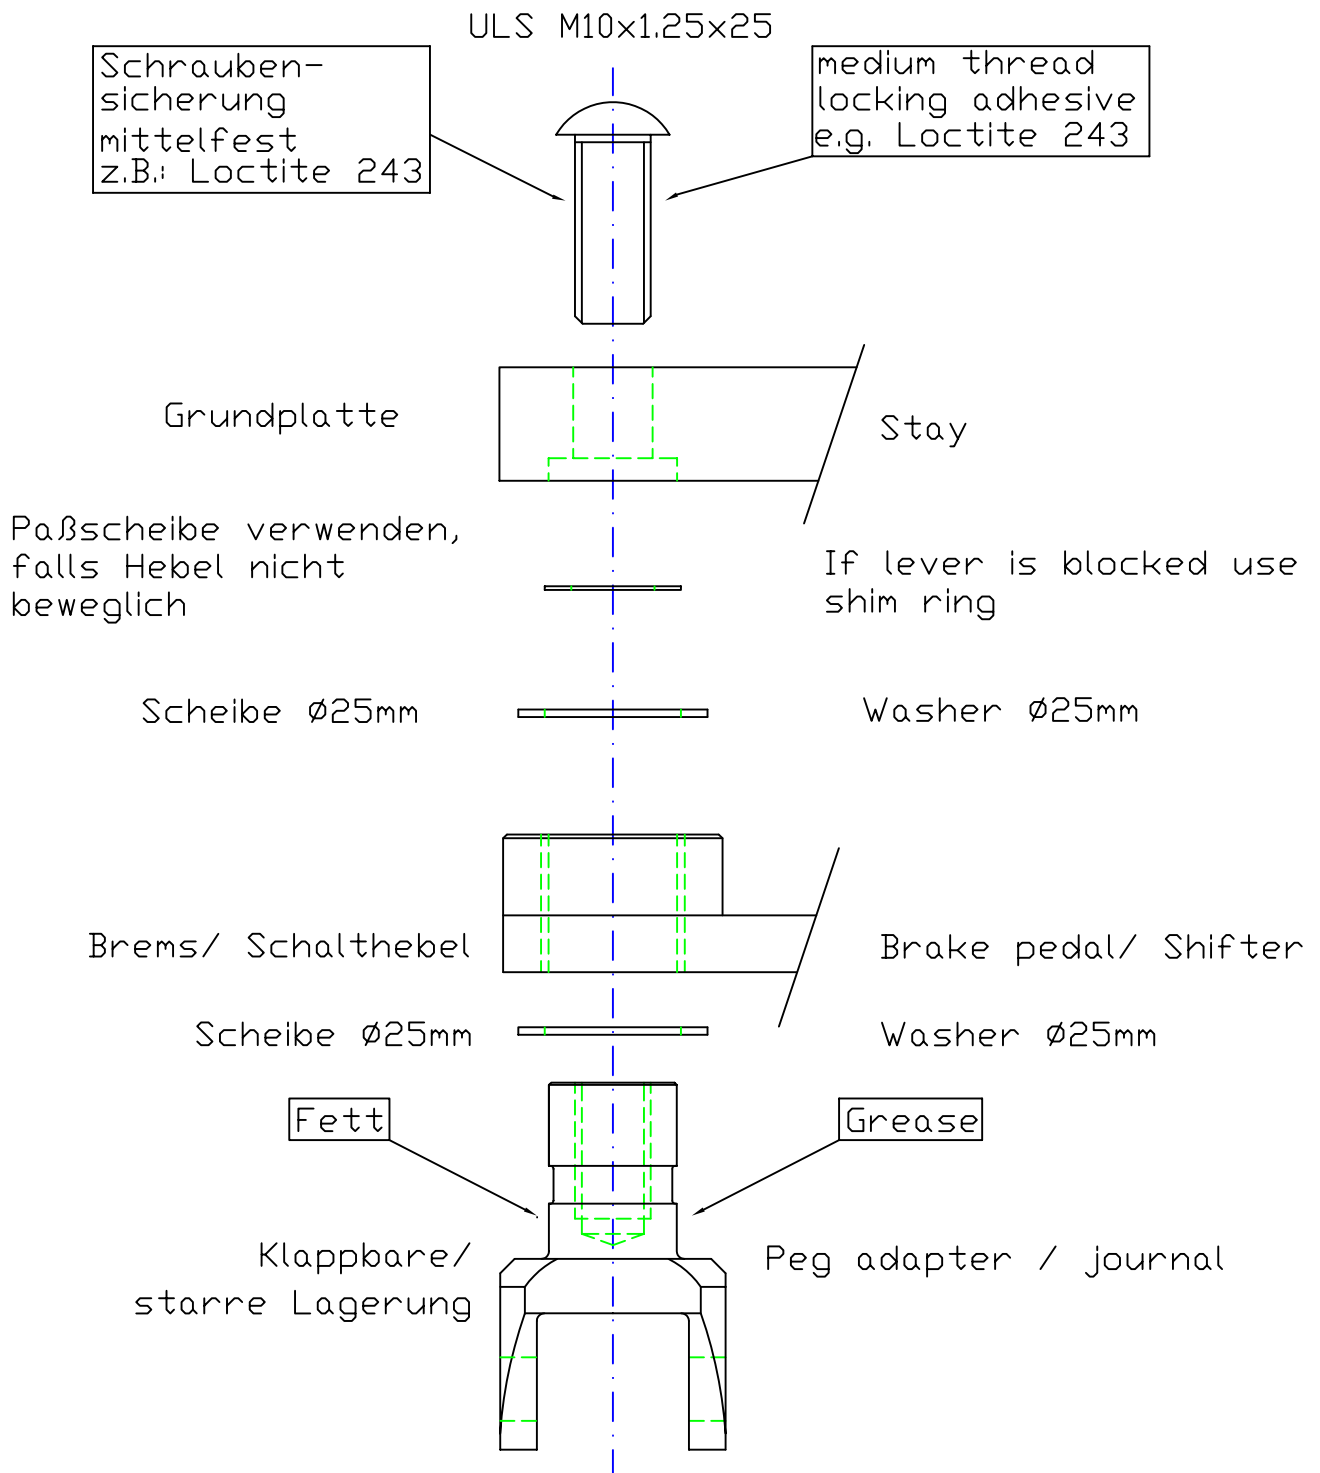 ULS M10x1.25x25
Schrauben-
sicherung
mittelfest
z.B.: Loctite 243
medium thread
locking adhesive
e.g. Loctite 243
Grundplatte
Stay
Paßscheibe verwenden,
falls Hebel nicht
beweglich
If lever is blocked use
shim ring
Scheibe Ø25mm
Washer Ø25mm
Brems/ Schalthebel
Brake pedal/ Shifter
Scheibe Ø25mm
Washer Ø25mm
Fett
Grease
Klappbare/
starre Lagerung
Peg adapter / journal